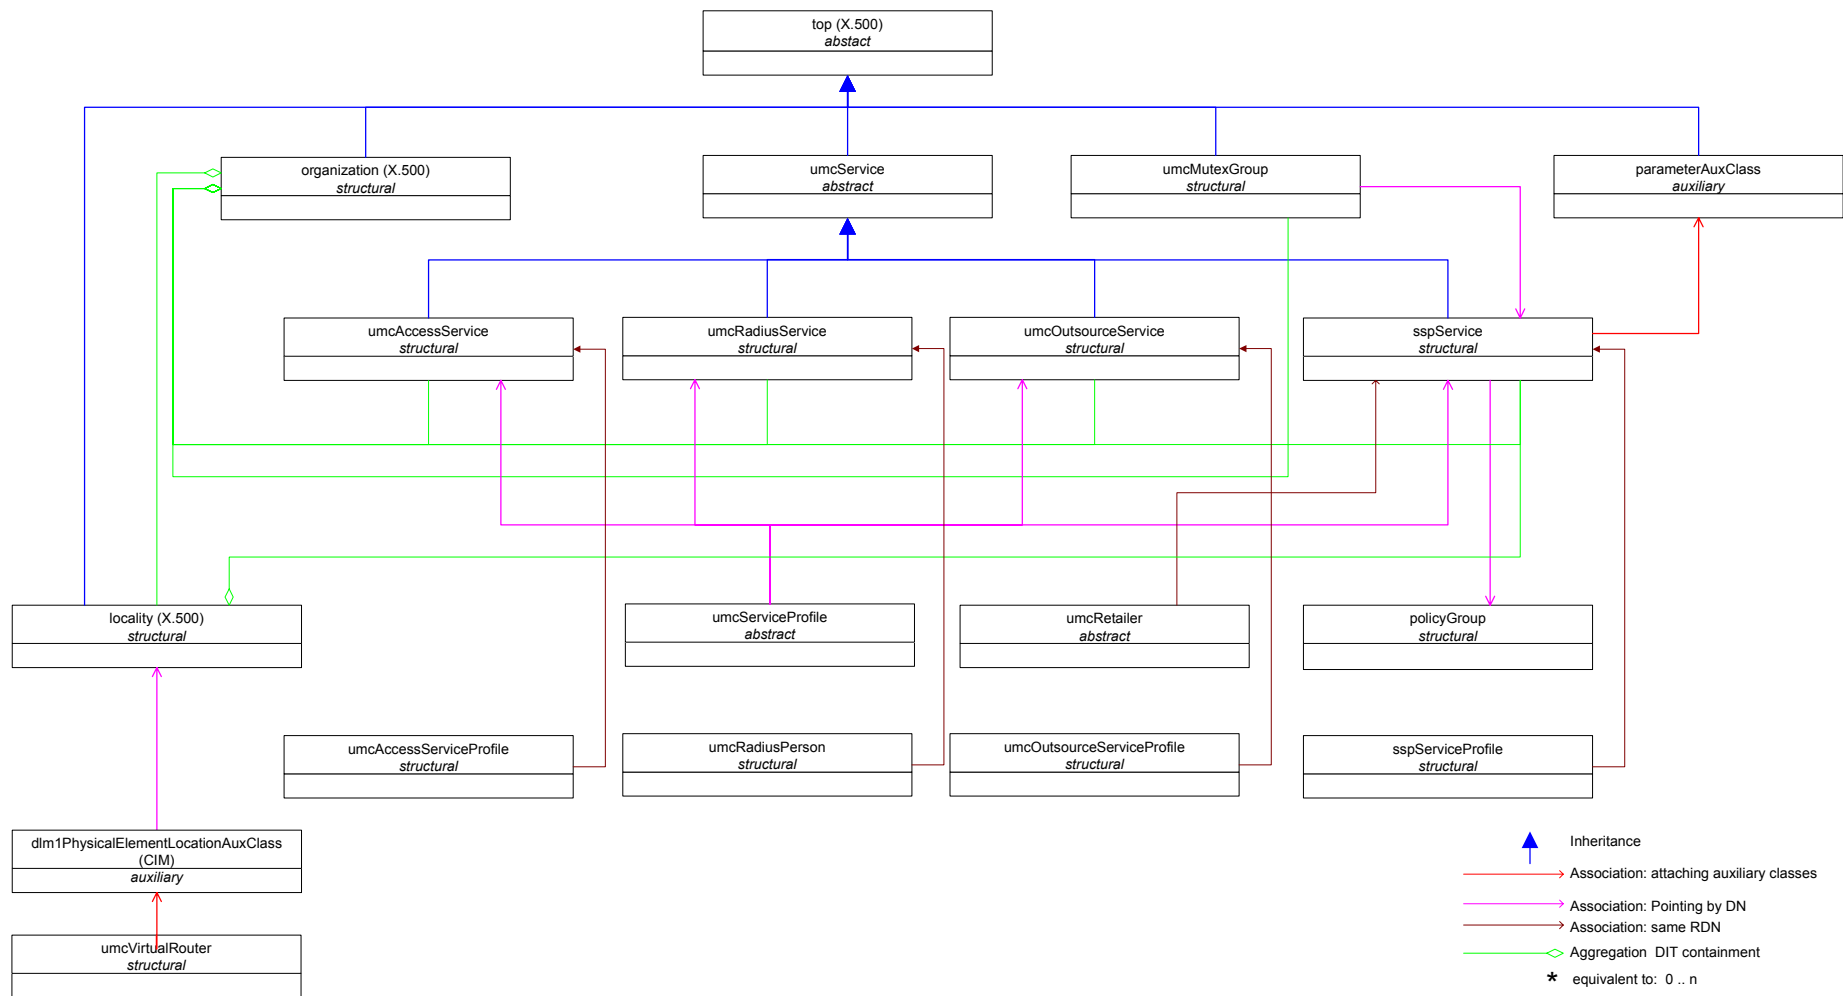 top (X.500)
abstact
organization (X.500)
structural
umcService
abstract
umcMutexGroup
structural
parameterAuxClass
auxiliary
umcAccessService
structural
umcRadiusService
structural
umcOutsourceService
structural
sspService
structural
locality (X.500)
structural
umcServiceProfile
abstract
umcRetailer
abstract
policyGroup
structural
umcAccessServiceProfile
structural
umcRadiusPerson
structural
umcOutsourceServiceProfile
structural
sspServiceProfile
structural
dlm1PhysicalElementLocationAuxClass
(CIM)
auxiliary
umcVirtualRouter
structural
Inheritance
Association: attaching auxiliary classes
Association: Pointing by DN
Association: same RDN
Aggregation DIT containment
* equivalent to: 0 .. n